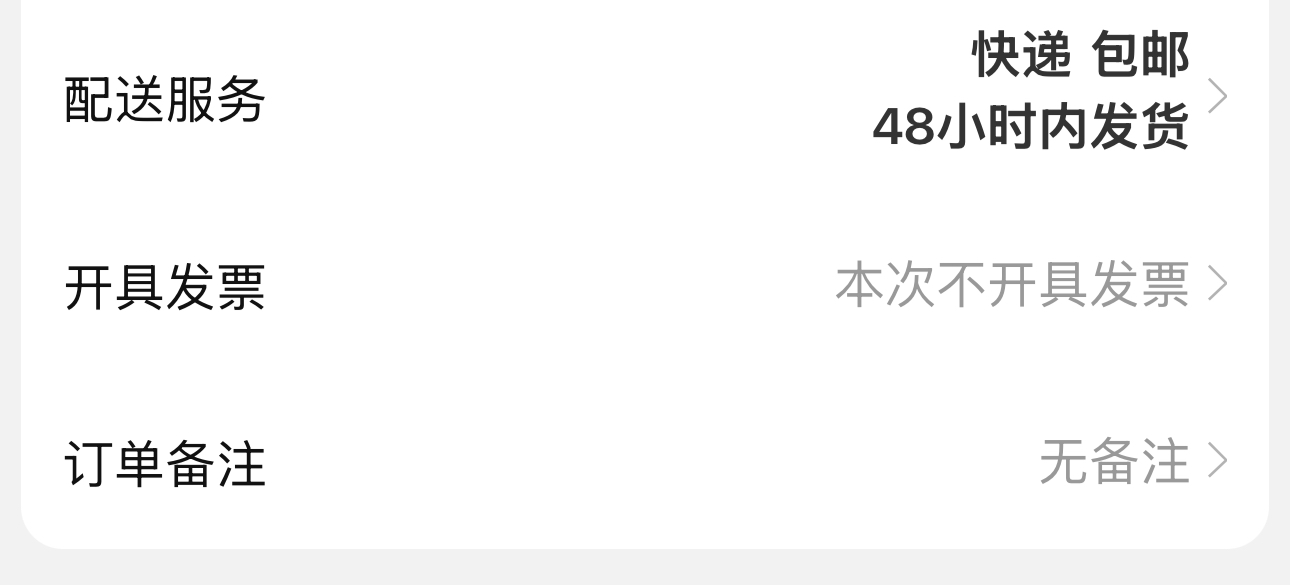 配送服务
快递 包邮
48小时内发货
开具发票
本次不开具发票
订单备注
无备注